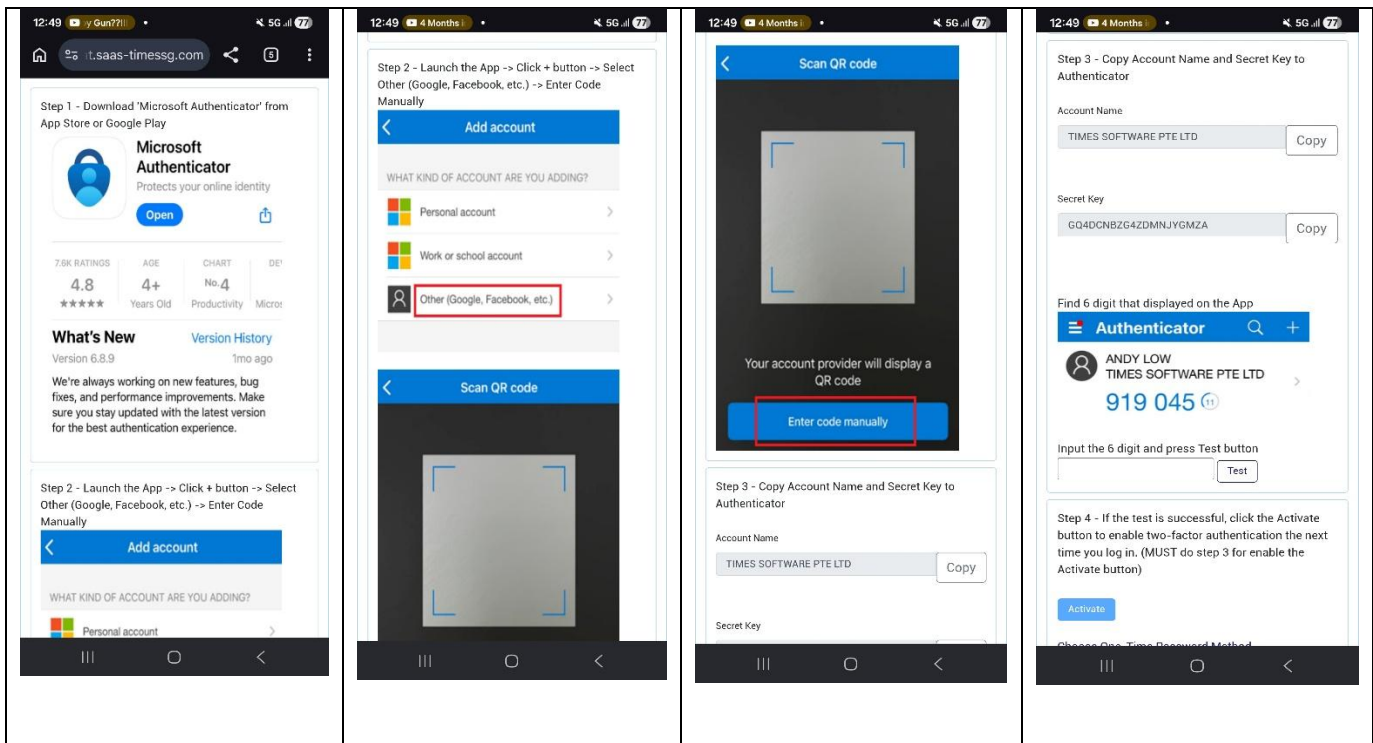 12:49 y Gun??!! • 5G 77
t.saas-timessg.com 5
Step 1 - Download 'Microsoft Authenticator' from
App Store or Google Play
Microsoft
Authenticator
Protects your online identity
Open
7.6K RATINGS AGE CHART DE
4.8 4+ No.4
★★★★★ Years Old Productivity Micros
What's New Version History
Version 6.8.9 1mo ago
We're always working on new features, bug
fixes, and performance improvements. Make
sure you stay updated with the latest version
for the best authentication experience.
Step 2 - Launch the App -> Click + button -> Select
Other (Google, Facebook, etc.) -> Enter Code
Manually
Add account
WHAT KIND OF ACCOUNT ARE YOU ADDING?
Personal account
12:49 4 Months i • 5G 77
Step 2 - Launch the App -> Click + button -> Select
Other (Google, Facebook, etc.) -> Enter Code
Manually
Add account
WHAT KIND OF ACCOUNT ARE YOU ADDING?
Personal account
Work or school account
Other (Google, Facebook, etc.)
Scan QR code
12:49 4 Months i • 5G 77
Scan QR code
Your account provider will display a
QR code
Enter code manually
Step 3 - Copy Account Name and Secret Key to
Authenticator
Account Name
TIMES SOFTWARE PTE LTD Copy
Secret Key
12:49 4 Months i • 5G 77
Step 3 - Copy Account Name and Secret Key to
Authenticator
Account Name
TIMES SOFTWARE PTE LTD Copy
Secret Key
GQ4DCNBZG4ZDMNJYGMZA Copy
Find 6 digit that displayed on the App
Authenticator
ANDY LOW
TIMES SOFTWARE PTE LTD
919 045 11
Input the 6 digit and press Test button
Test
Step 4 - If the test is successful, click the Activate
button to enable two-factor authentication the next
time you log in. (MUST do step 3 for enable the
Activate button)
Activate
Choose One-Time Password Method